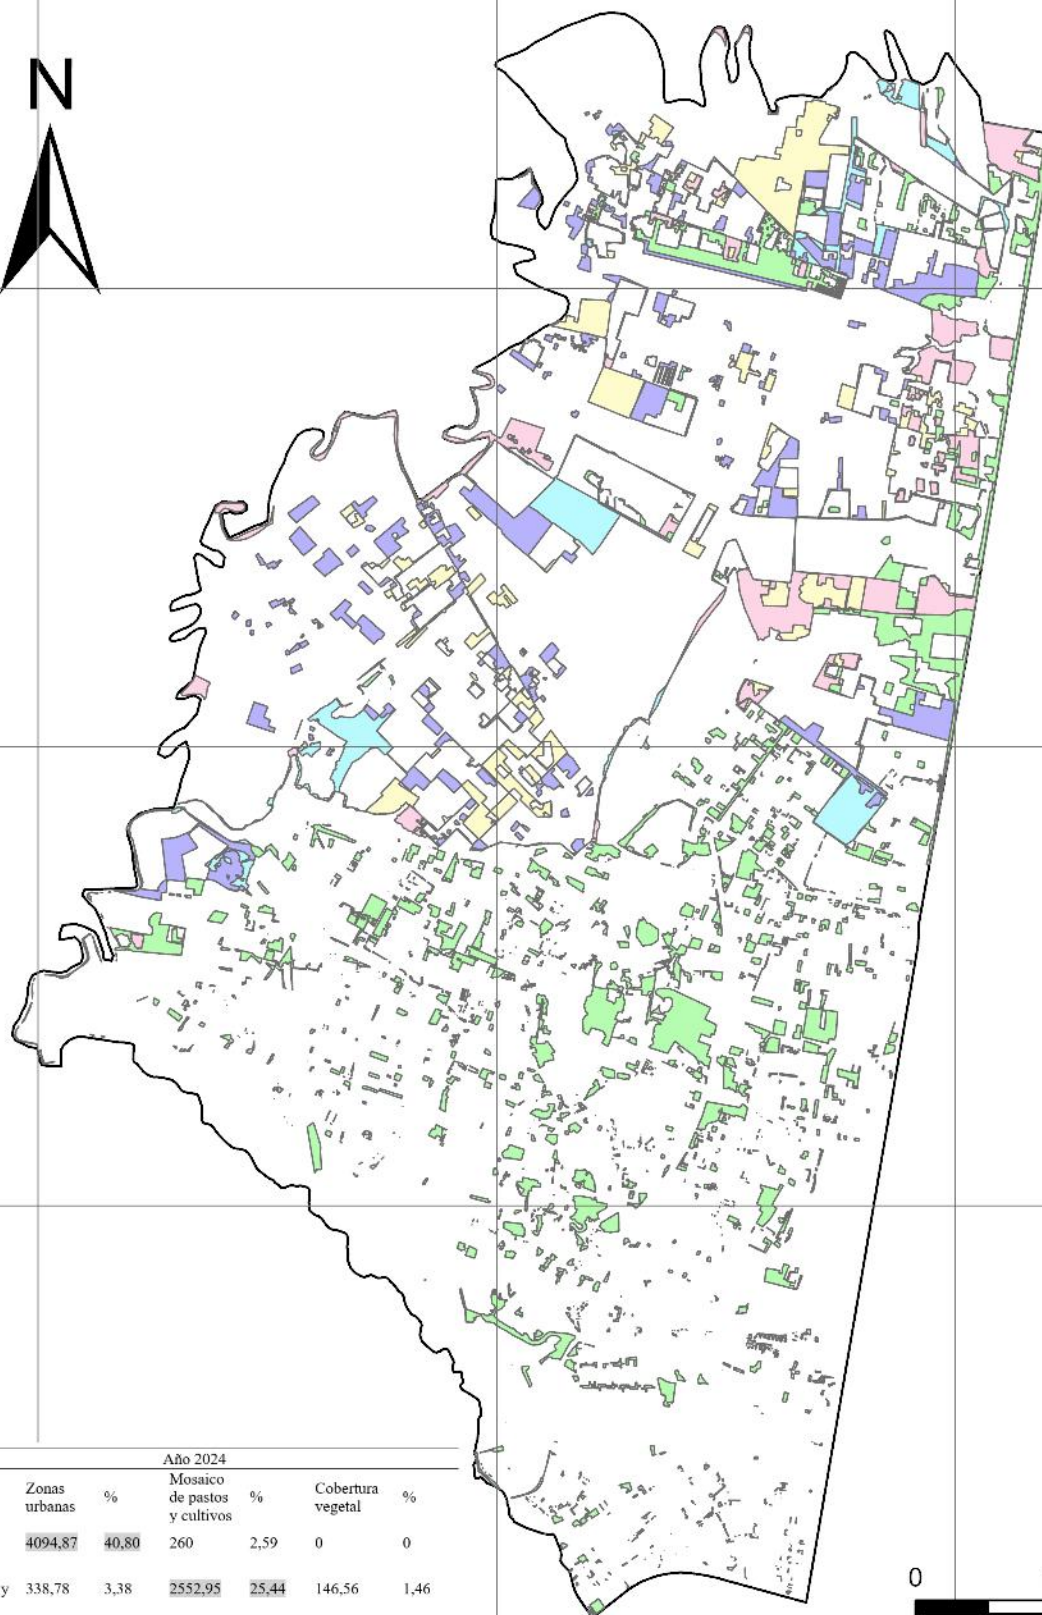 N
Año 2024
Zonas urbanas % Mosaico de pastos y cultivos % Cobertura vegetal %
4094,87 40,80 260 2,59 0 0
y 338,78 3,38 2552,95 25,44 146,56 1,46
0